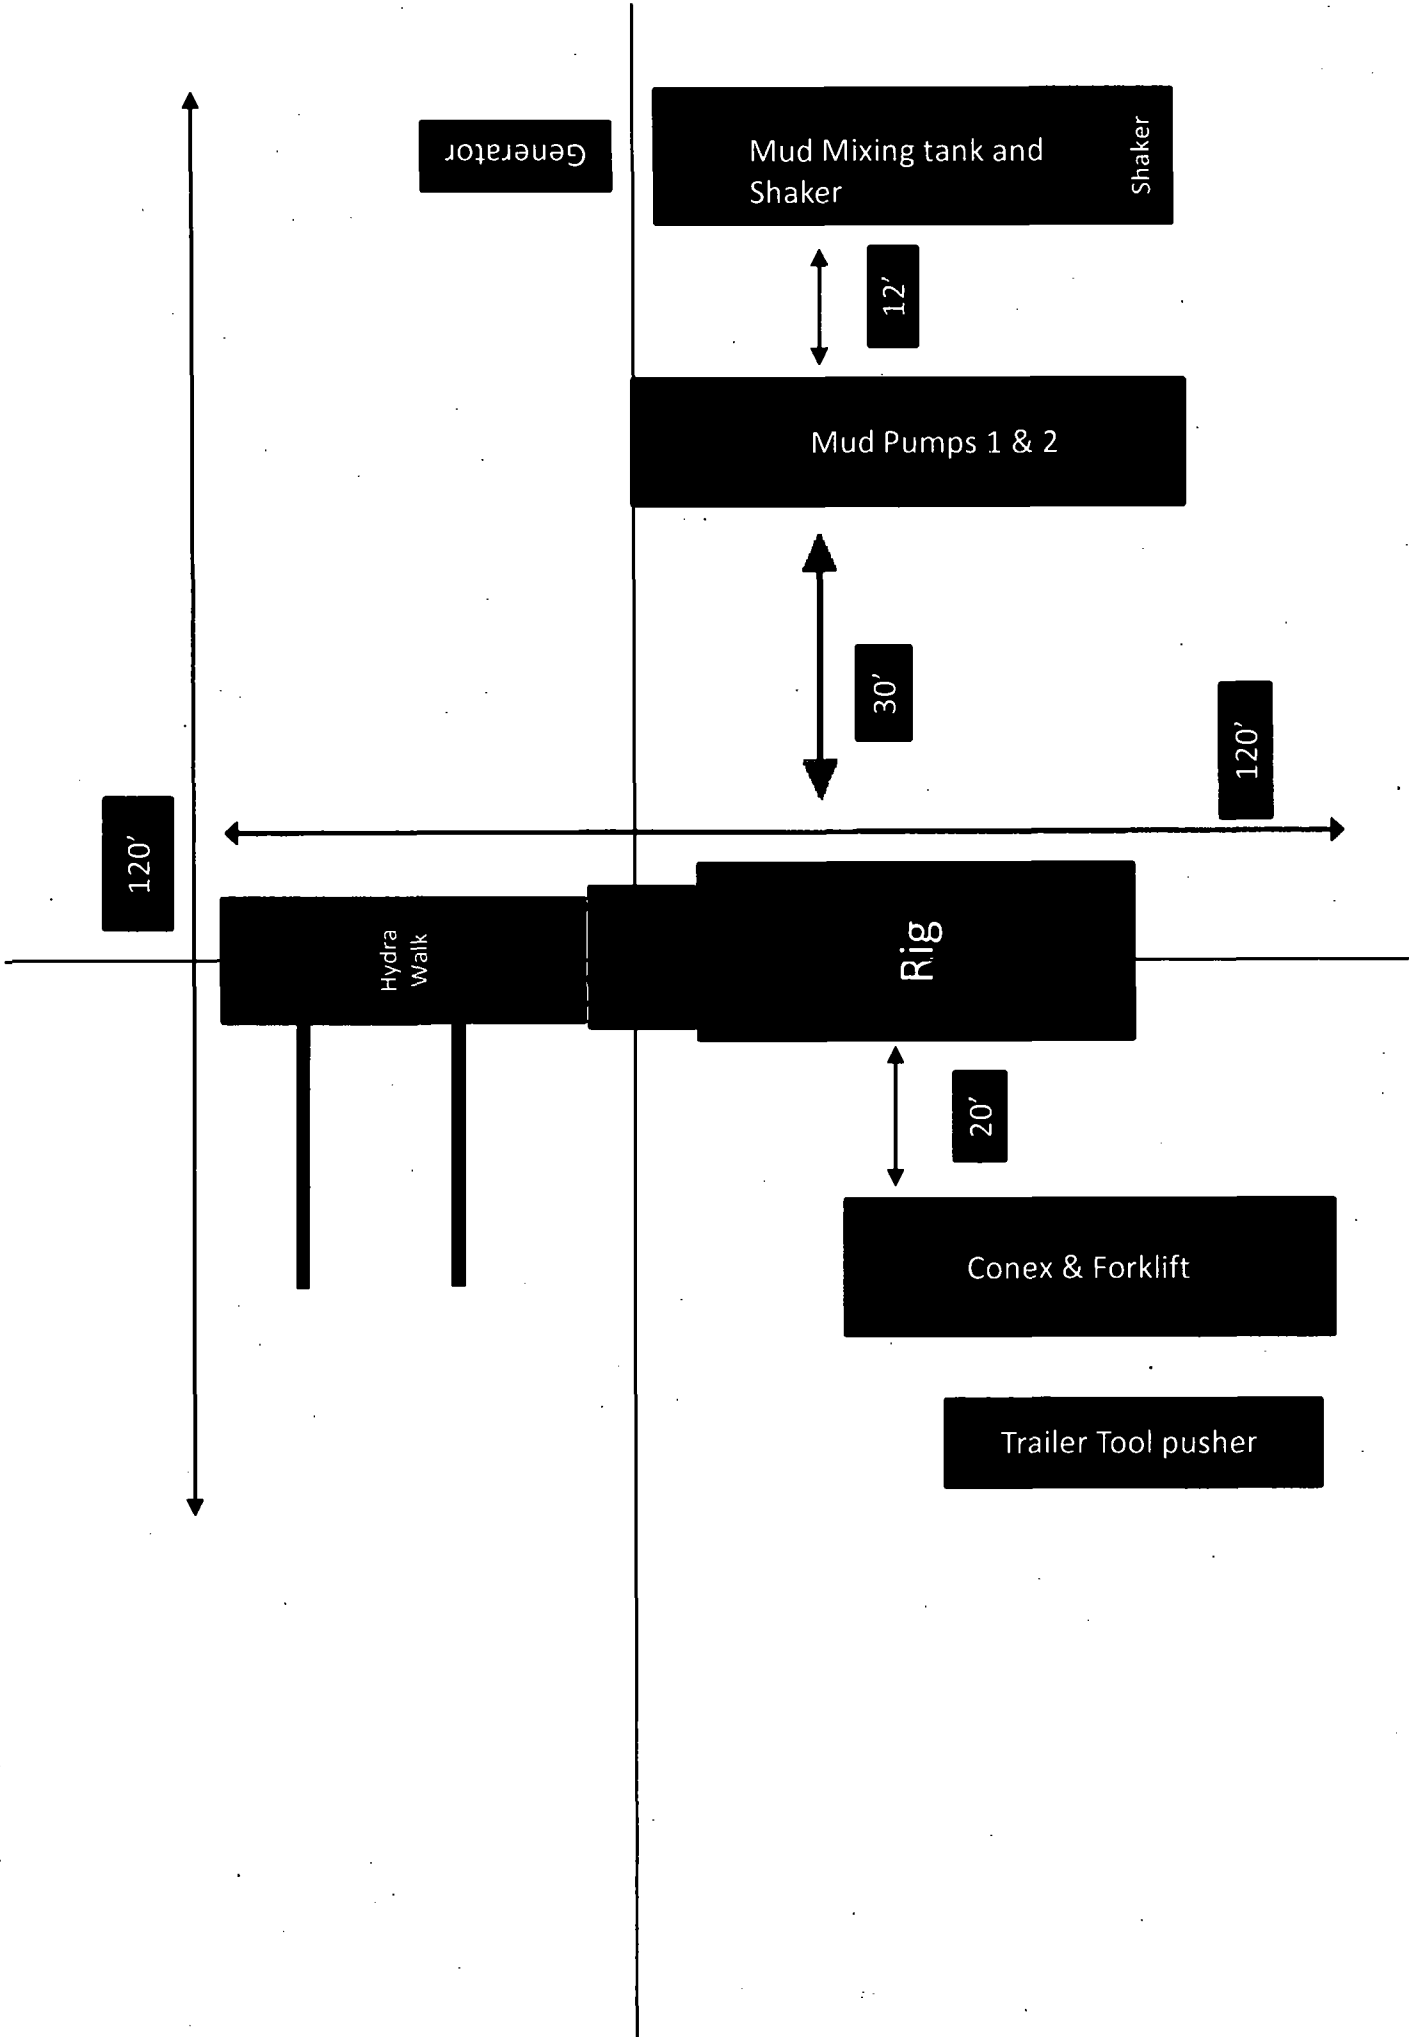 Generator
Mud Mixing tank and
Shaker
Shaker
12'
Mud Pumps 1 & 2
30'
120'
120'
Hydra
Walk
Rig
20'
Conex & Forklift
Trailer Tool pusher